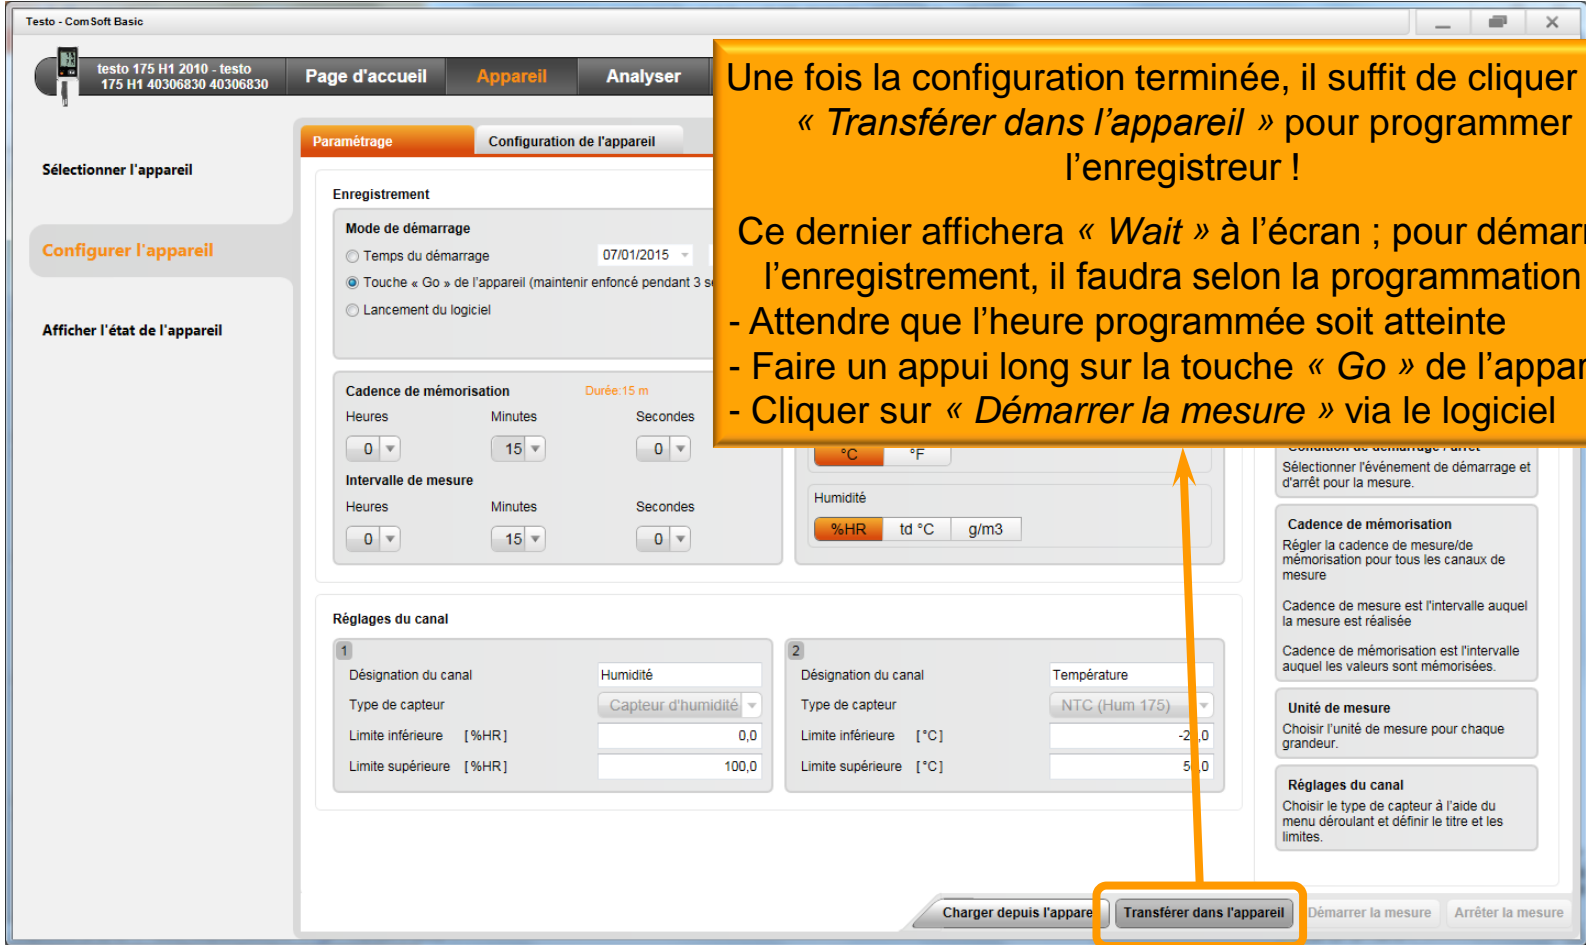 Testo - ComSoft Basic
testo 175 H1 2010 - testo
175 H1 40306830 40306830
Page d'accueil
Appareil
Analyser
Une fois la configuration terminée, il suffit de cliquer
« Transférer dans l’appareil » pour programmer
l’enregistreur !
Ce dernier affichera « Wait » à l’écran ; pour démarr
l’enregistrement, il faudra selon la programmation
- Attendre que l’heure programmée soit atteinte
- Faire un appui long sur la touche « Go » de l’appar
- Cliquer sur « Démarrer la mesure » via le logiciel
Sélectionner l'appareil
Configurer l'appareil
Afficher l'état de l'appareil
Paramétrage
Configuration de l'appareil
Enregistrement
Mode de démarrage
Temps du démarrage
07/01/2015
Touche « Go » de l'appareil (maintenir enfoncé pendant 3 s
Lancement du logiciel
Cadence de mémorisation
Durée:15 m
Heures
Minutes
Secondes
0
15
0
Intervalle de mesure
Heures
Minutes
Secondes
0
15
0
°C
°F
Humidité
%HR
td °C
g/m3
Réglages du canal
1
Désignation du canal
Humidité
Type de capteur
Capteur d'humidité
Limite inférieure [%HR]
0,0
Limite supérieure [%HR]
100,0
2
Désignation du canal
Température
Type de capteur
NTC (Hum 175)
Limite inférieure [°C]
Limite supérieure [°C]
Condition de démarrage / arrêt
Sélectionner l'événement de démarrage et
d'arrêt pour la mesure.
Cadence de mémorisation
Régler la cadence de mesure/de
mémorisation pour tous les canaux de
mesure
Cadence de mesure est l'intervalle auquel
la mesure est réalisée
Cadence de mémorisation est l'intervalle
auquel les valeurs sont mémorisées.
Unité de mesure
Choisir l'unité de mesure pour chaque
grandeur.
Réglages du canal
Choisir le type de capteur à l'aide du
menu déroulant et définir le titre et les
limites.
Charger depuis l'appare
Transférer dans l'appareil
Démarrer la mesure
Arrêter la mesure